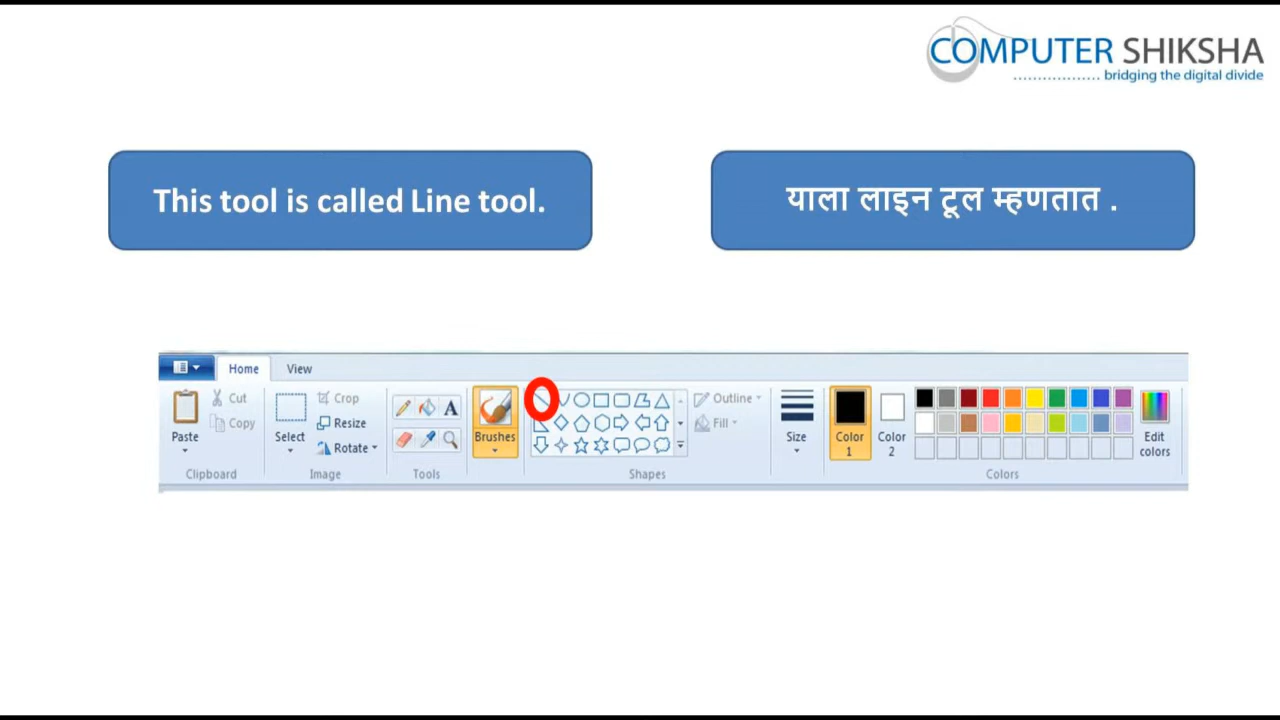 COMPUTER SHIKSHA
bridging the digital divide
This tool is called Line tool.
याला लाइन टूल म्हणतात .
Home View
Paste
Cut
Copy
Clipboard
Select
Crop
Resize
Rotate
Image
A
Tools
Brushes
Shapes
Outline
Fill
Size
Color
1
Color
2
Edit
colors
Colors